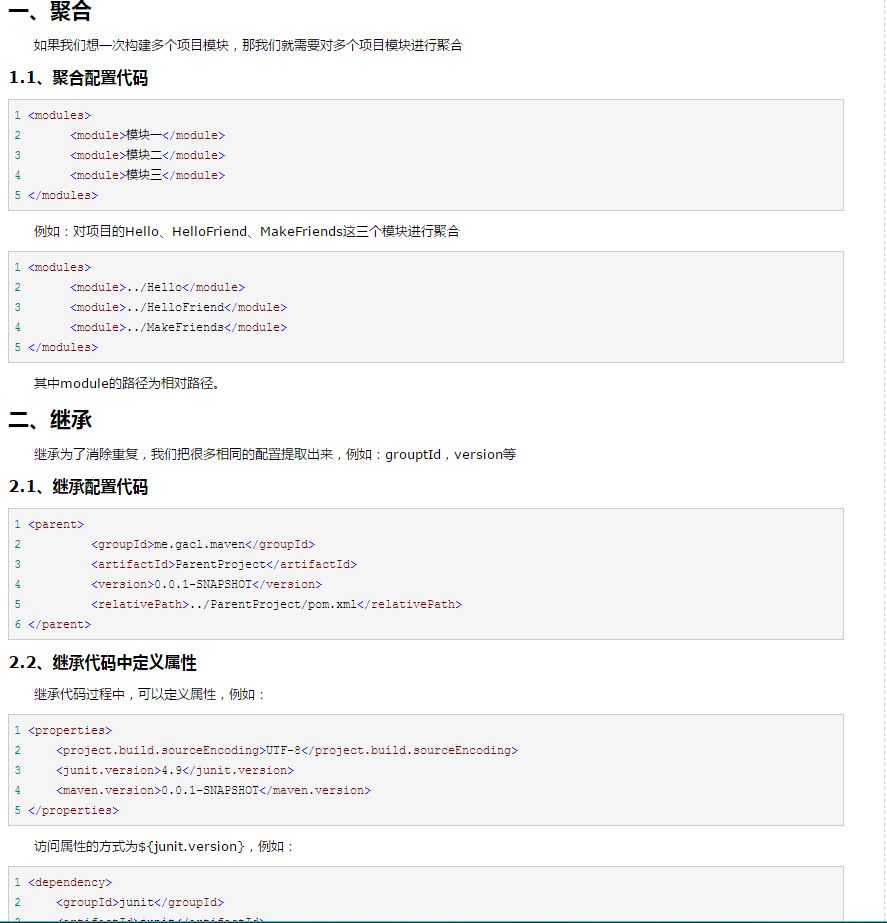 一、聚合
如果我们想一次构建多个项目模块，那我们就需要对多个项目模块进行聚合
1.1、聚合配置代码
1 <modules>
2 <module>模块一</module>
3 <module>模块二</module>
4 <module>模块三</module>
5 </modules>
例如：对项目的Hello、HelloFriend、MakeFriends这三个模块进行聚合
1 <modules>
2 <module>../Hello</module>
3 <module>../HelloFriend</module>
4 <module>../MakeFriends</module>
5 </modules>
其中module的路径为相对路径。
二、继承
继承为了消除重复，我们把很多相同的配置提取出来，例如：grouptId，version等
2.1、继承配置代码
1 <parent>
2 <groupId>me.gacl.maven</groupId>
3 <artifactId>ParentProject</artifactId>
4 <version>0.0.1-SNAPSHOT</version>
5 <relativePath>../ParentProject/pom.xml</relativePath>
6 </parent>
2.2、继承代码中定义属性
继承代码过程中，可以定义属性，例如：
1 <properties>
2 <project.build.sourceEncoding>UTF-8</project.build.sourceEncoding>
3 <junit.version>4.9</junit.version>
4 <maven.version>0.0.1-SNAPSHOT</maven.version>
5 </properties>
访问属性的方式为${junit.version}，例如：
1 <dependency>
2 <groupId>junit</groupId>
3 <artifactId>junit</artifactId>